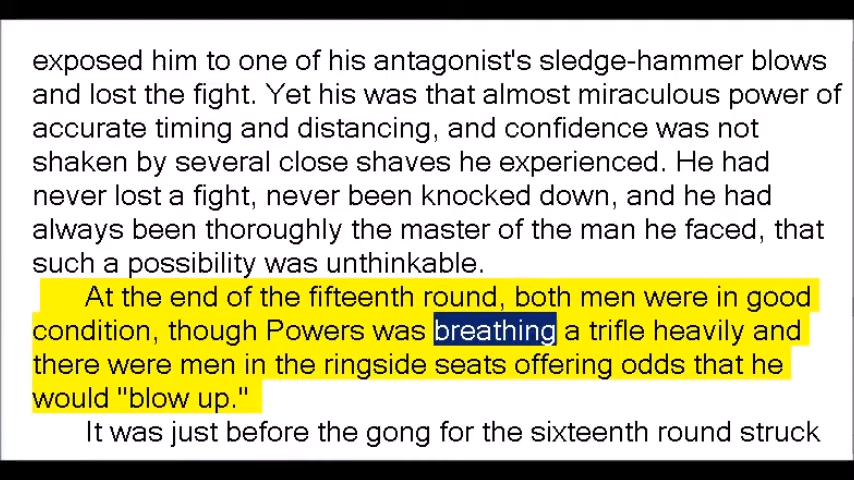 exposed him to one of his antagonist's sledge-hammer blows
and lost the fight. Yet his was that almost miraculous power of
accurate timing and distancing, and confidence was not
shaken by several close shaves he experienced. He had
never lost a fight, never been knocked down, and he had
always been thoroughly the master of the man he faced, that
such a possibility was unthinkable.
At the end of the fifteenth round, both men were in good
condition, though Powers was breathing a trifle heavily and
there were men in the ringside seats offering odds that he
would "blow up."
It was just before the gong for the sixteenth round struck